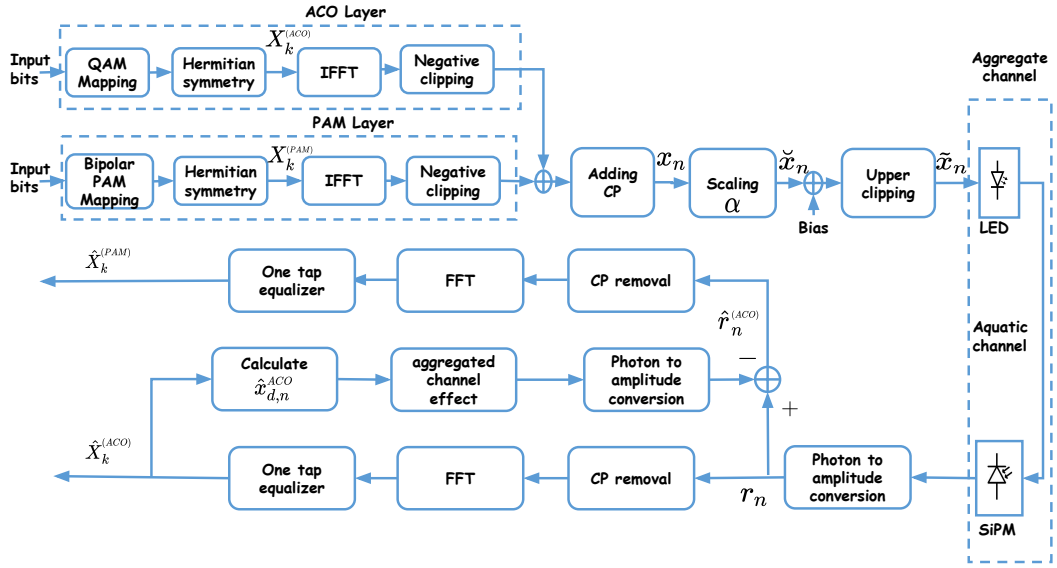 ACO Layer
Input
bits
QAM
Mapping
Hermitian
symmetry
X_k^(ACO)
IFFT
Negative
clipping
PAM Layer
Input
bits
Bipolar
PAM
Mapping
Hermitian
symmetry
X_k^(PAM)
IFFT
Negative
clipping
Adding
CP
x_n
Scaling
α
x̆_n
Bias
Upper
clipping
x̃_n
Aggregate
channel
LED
Aquatic
channel
SiPM
X̂_k^(PAM)
One tap
equalizer
FFT
CP removal
r̂_n^(ACO)
Calculate
x̂_{d,n}^{ACO}
aggregated
channel
effect
Photon to
amplitude
conversion
−
+
X̂_k^(ACO)
One tap
equalizer
FFT
CP removal
r_n
Photon to
amplitude
conversion